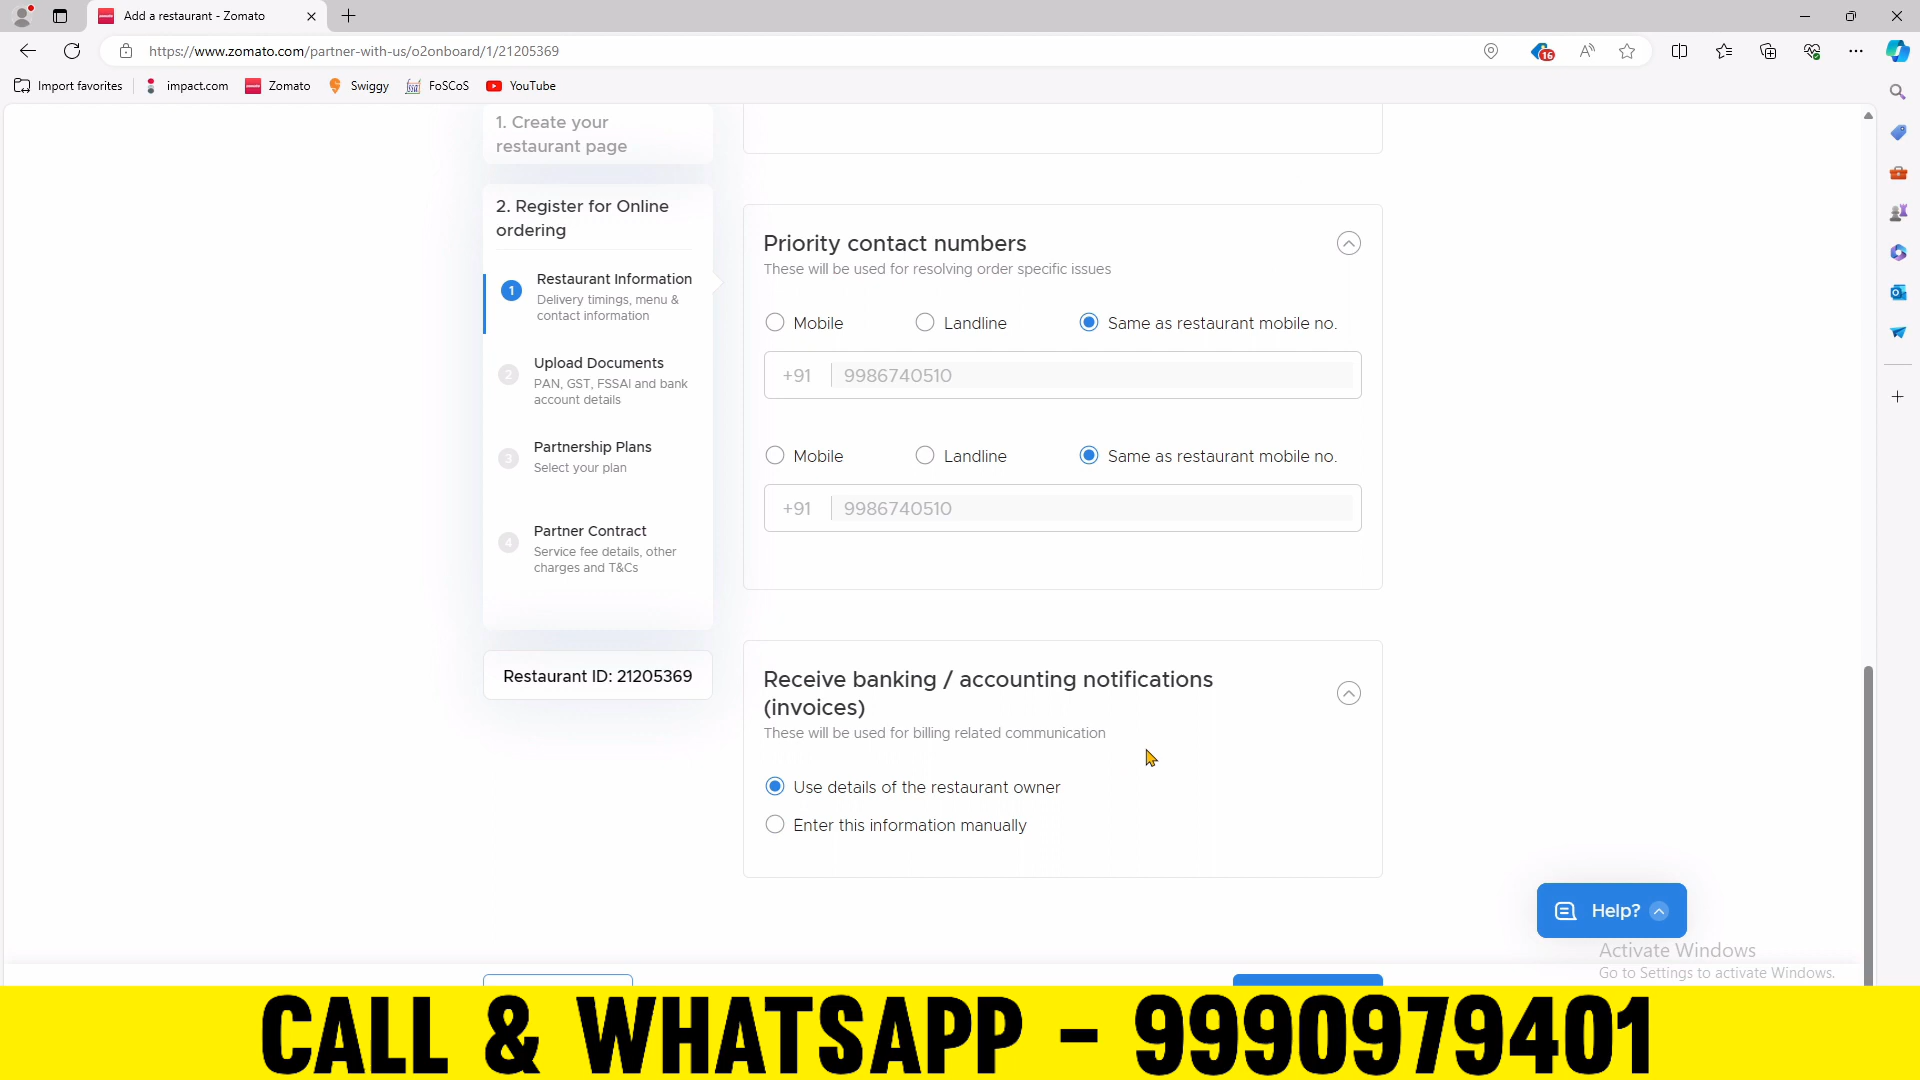 Add a restaurant - Zomato
https://www.zomato.com/partner-with-us/o2onboard/1/21205369
16
Import favorites
impact.com
Zomato
Swiggy
FoSCoS
YouTube
1. Create your
restaurant page
2. Register for Online
ordering
1
Restaurant Information
Delivery timings, menu &
contact information
2
Upload Documents
PAN, GST, FSSAI and bank
account details
3
Partnership Plans
Select your plan
4
Partner Contract
Service fee details, other
charges and T&Cs
Restaurant ID: 21205369
Priority contact numbers
These will be used for resolving order specific issues
Mobile
Landline
Same as restaurant mobile no.
+91 9986740510
Mobile
Landline
Same as restaurant mobile no.
+91 9986740510
Receive banking / accounting notifications
(invoices)
These will be used for billing related communication
Use details of the restaurant owner
Enter this information manually
Help?
Activate Windows
Go to Settings to activate Windows.
CALL & WHATSAPP - 9990979401